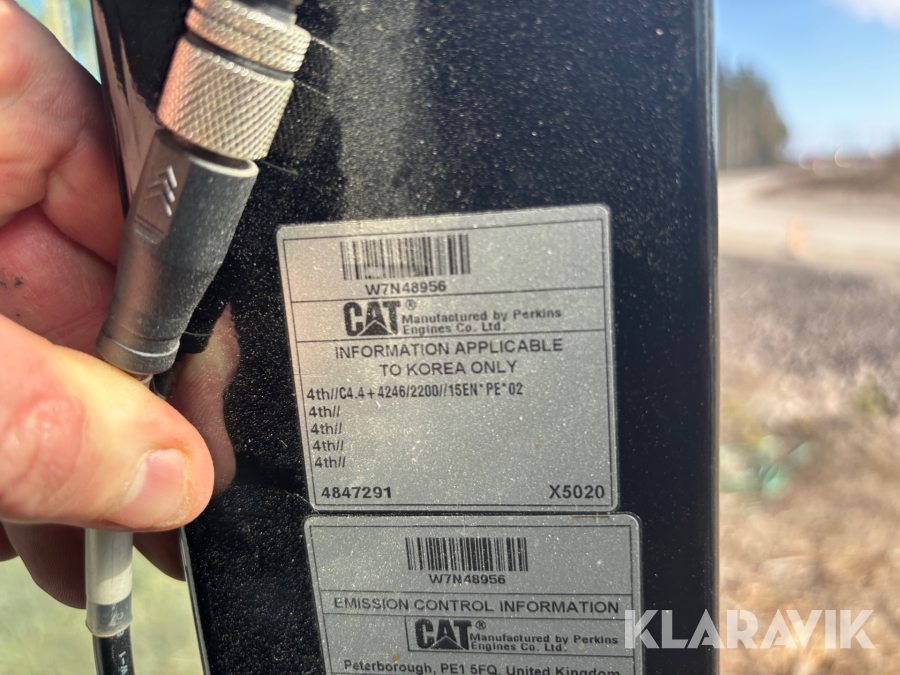 W7N48956
CAT® Manufactured by Perkins
Engines Co. Ltd.
INFORMATION APPLICABLE
TO KOREA ONLY
4th//C4.4+4246/2200//15EN*PE*02
4th//
4th//
4th//
4th//
4847291 X5020
W7N48956
EMISSION CONTROL INFORMATION
CAT® Manufactured by Perkins
Engines Co. Ltd.
Peterborough, PE1 5FQ, United Kingdom
KLARAVIK